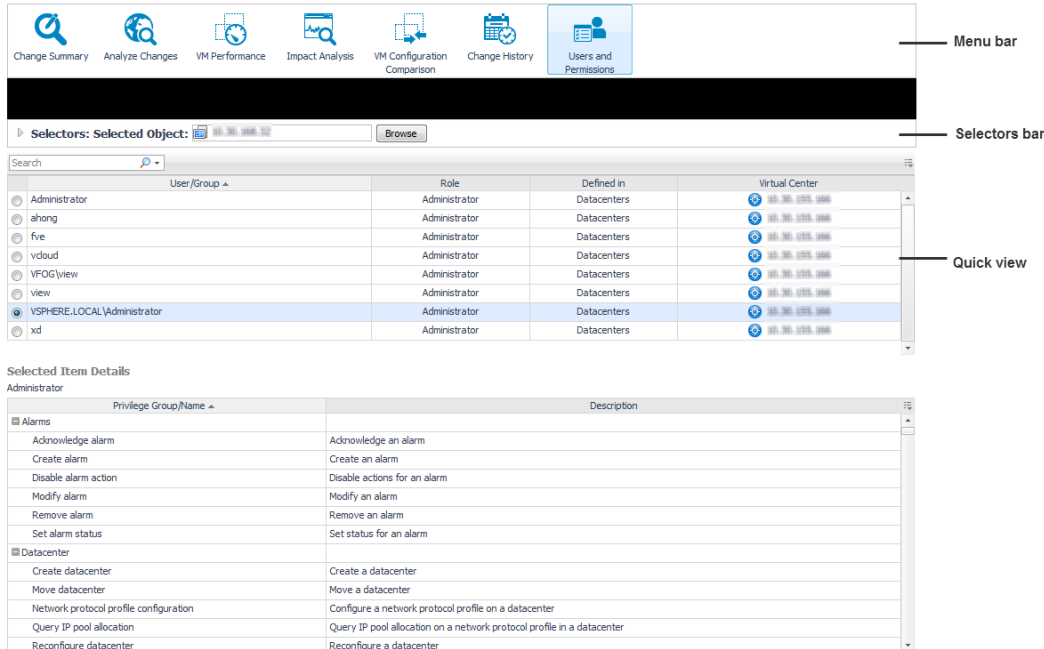 Change Summary
Analyze Changes
VM Performance
Impact Analysis
VM Configuration
Comparison
Change History
Users and
Permissions
Menu bar
Selectors: Selected Object:
Browse
Selectors bar
Search
User/Group Role Defined in Virtual Center
Administrator Administrator Datacenters
ahong Administrator Datacenters
fve Administrator Datacenters
vcloud Administrator Datacenters
VFOG\view Administrator Datacenters
view Administrator Datacenters
VSPHERE.LOCAL\Administrator Administrator Datacenters
xd Administrator Datacenters
Quick view
Selected Item Details
Administrator
Privilege Group/Name Description
Alarms
Acknowledge alarm Acknowledge an alarm
Create alarm Create an alarm
Disable alarm action Disable actions for an alarm
Modify alarm Modify an alarm
Remove alarm Remove an alarm
Set alarm status Set status for an alarm
Datacenter
Create datacenter Create a datacenter
Move datacenter Move a datacenter
Network protocol profile configuration Configure a network protocol profile on a datacenter
Query IP pool allocation Query IP pool allocation on a network protocol profile in a datacenter
Reconfigure datacenter Reconfigure a datacenter